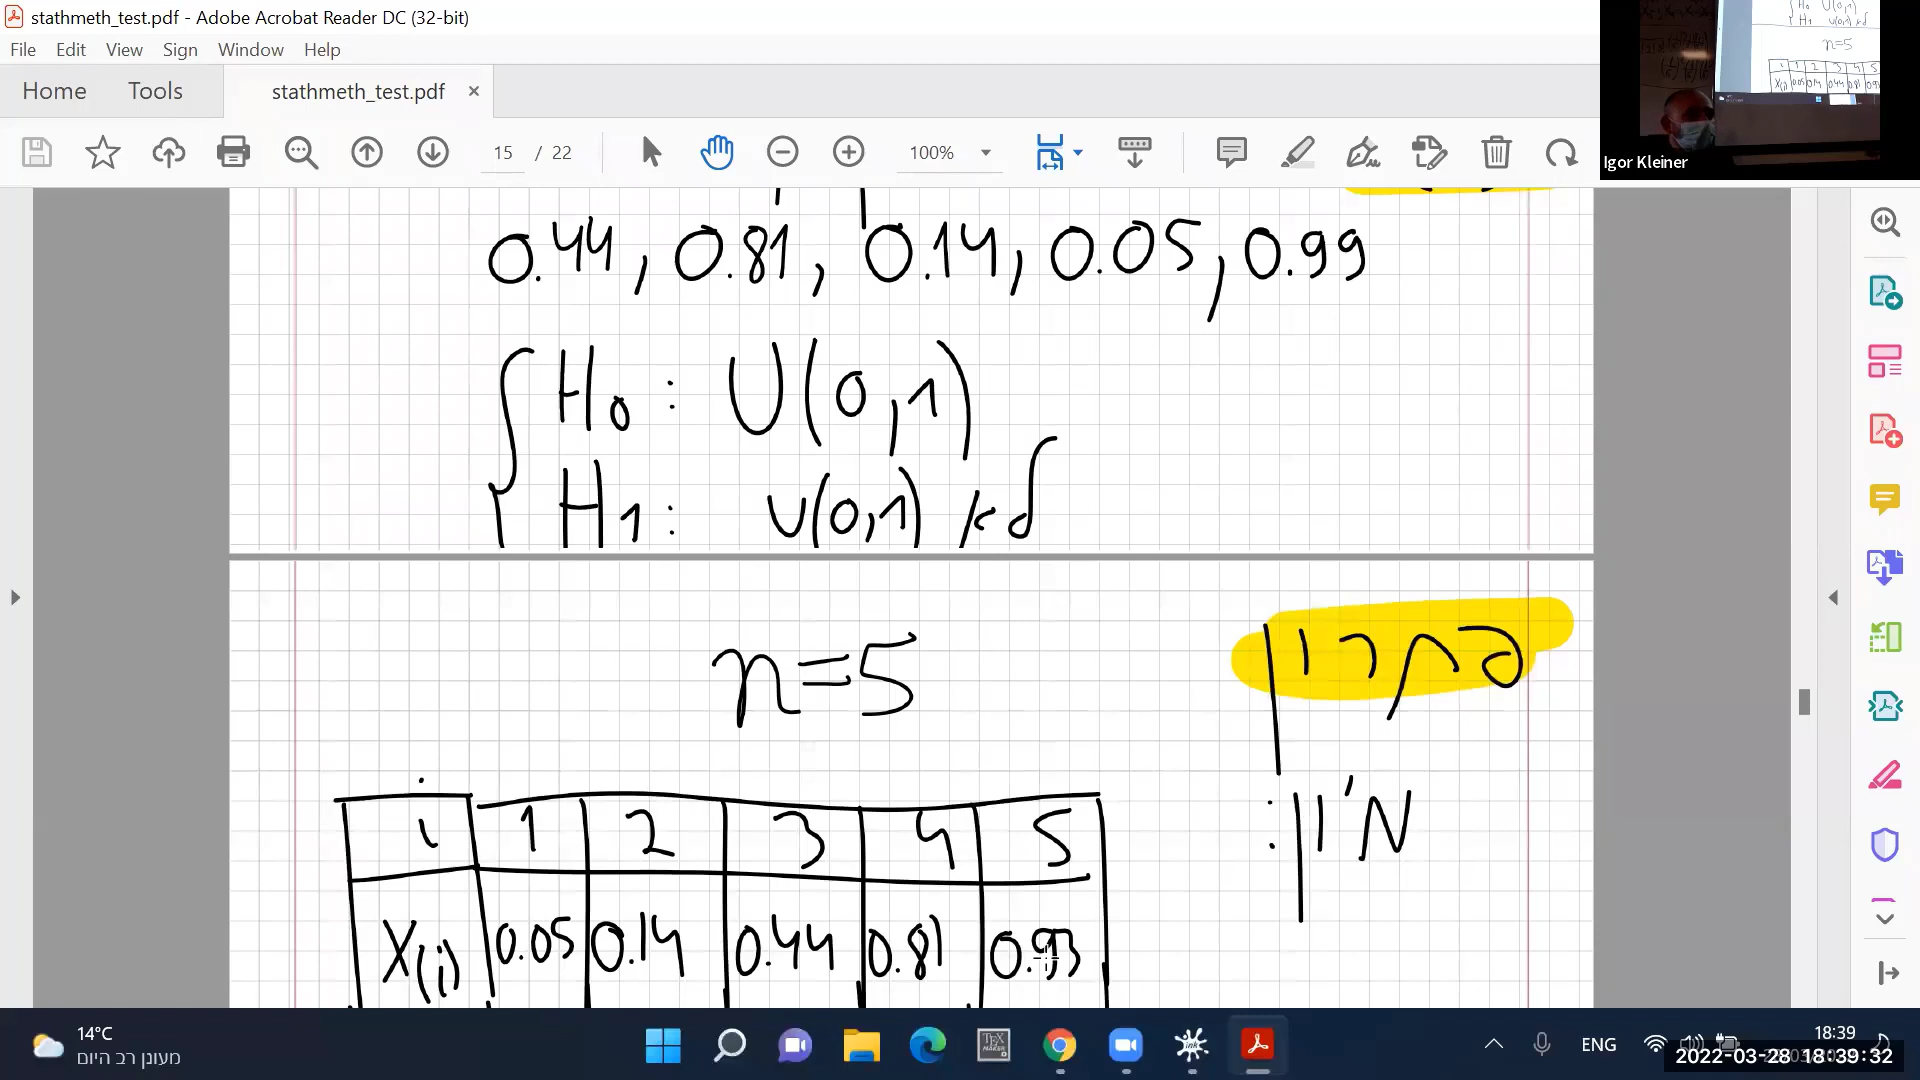 stathmeth_test.pdf - Adobe Acrobat Reader DC (32-bit)
File Edit View Sign Window Help
Home Tools stathmeth_test.pdf ×
15 / 22 100%
Igor Kleiner
0.44, 0.81, 0.14, 0.05, 0.99
H₀ : U(0,1)
H₁ : U(0,1) לא
n=5
פתרון
נ'וון:
i 1 2 3 4 5
X(i) 0.05 0.14 0.44 0.81 0.93
14°C
מעונן רב היום
ENG
18:39
2022-03-28 18:39:32